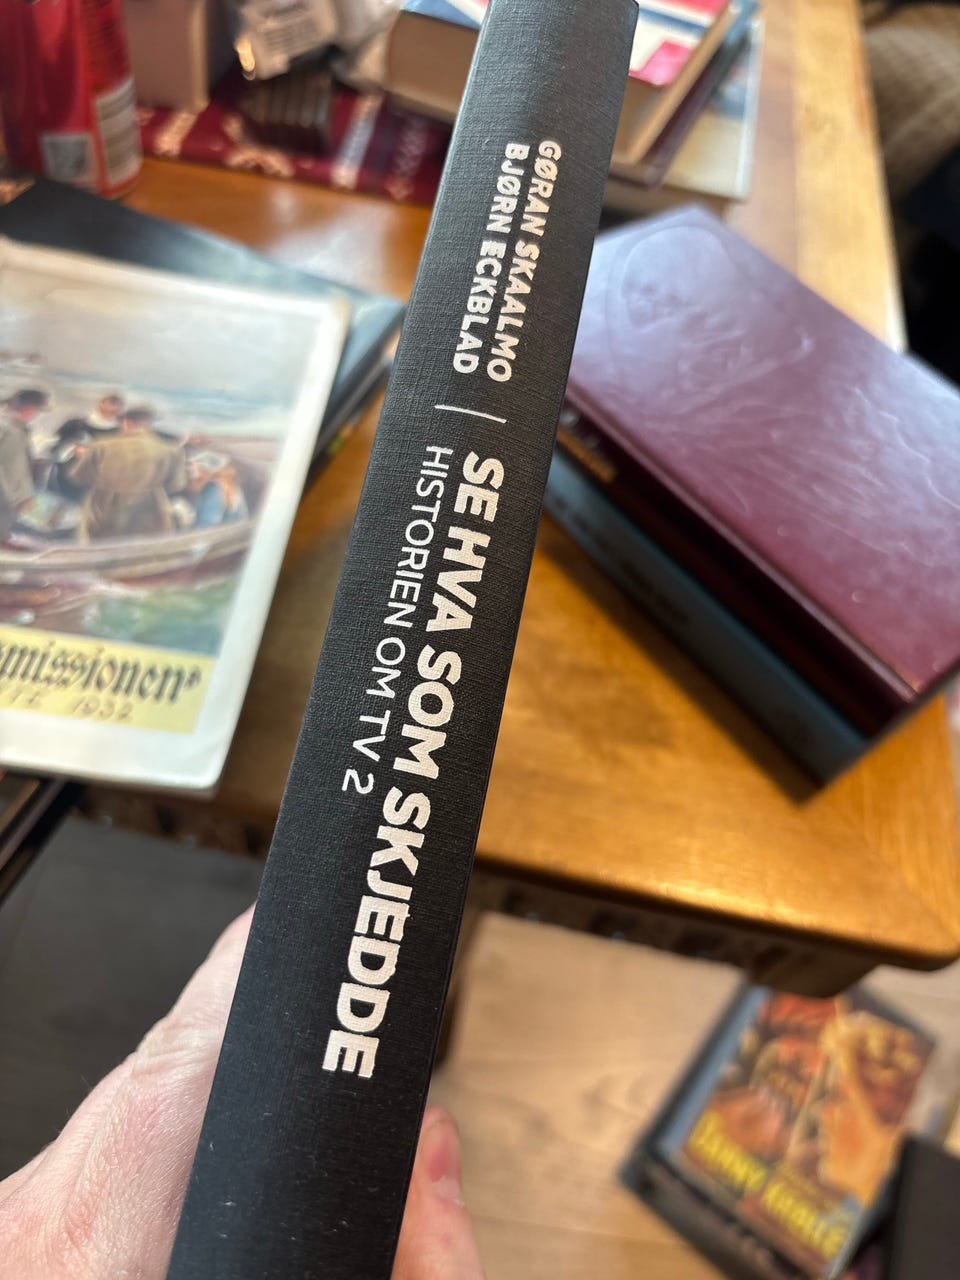 GØRAN SKAALMO
BJØRN ECKBLAD
SE HVA SOM SKJEDDE
HISTORIEN OM TV 2
missionen"
1932